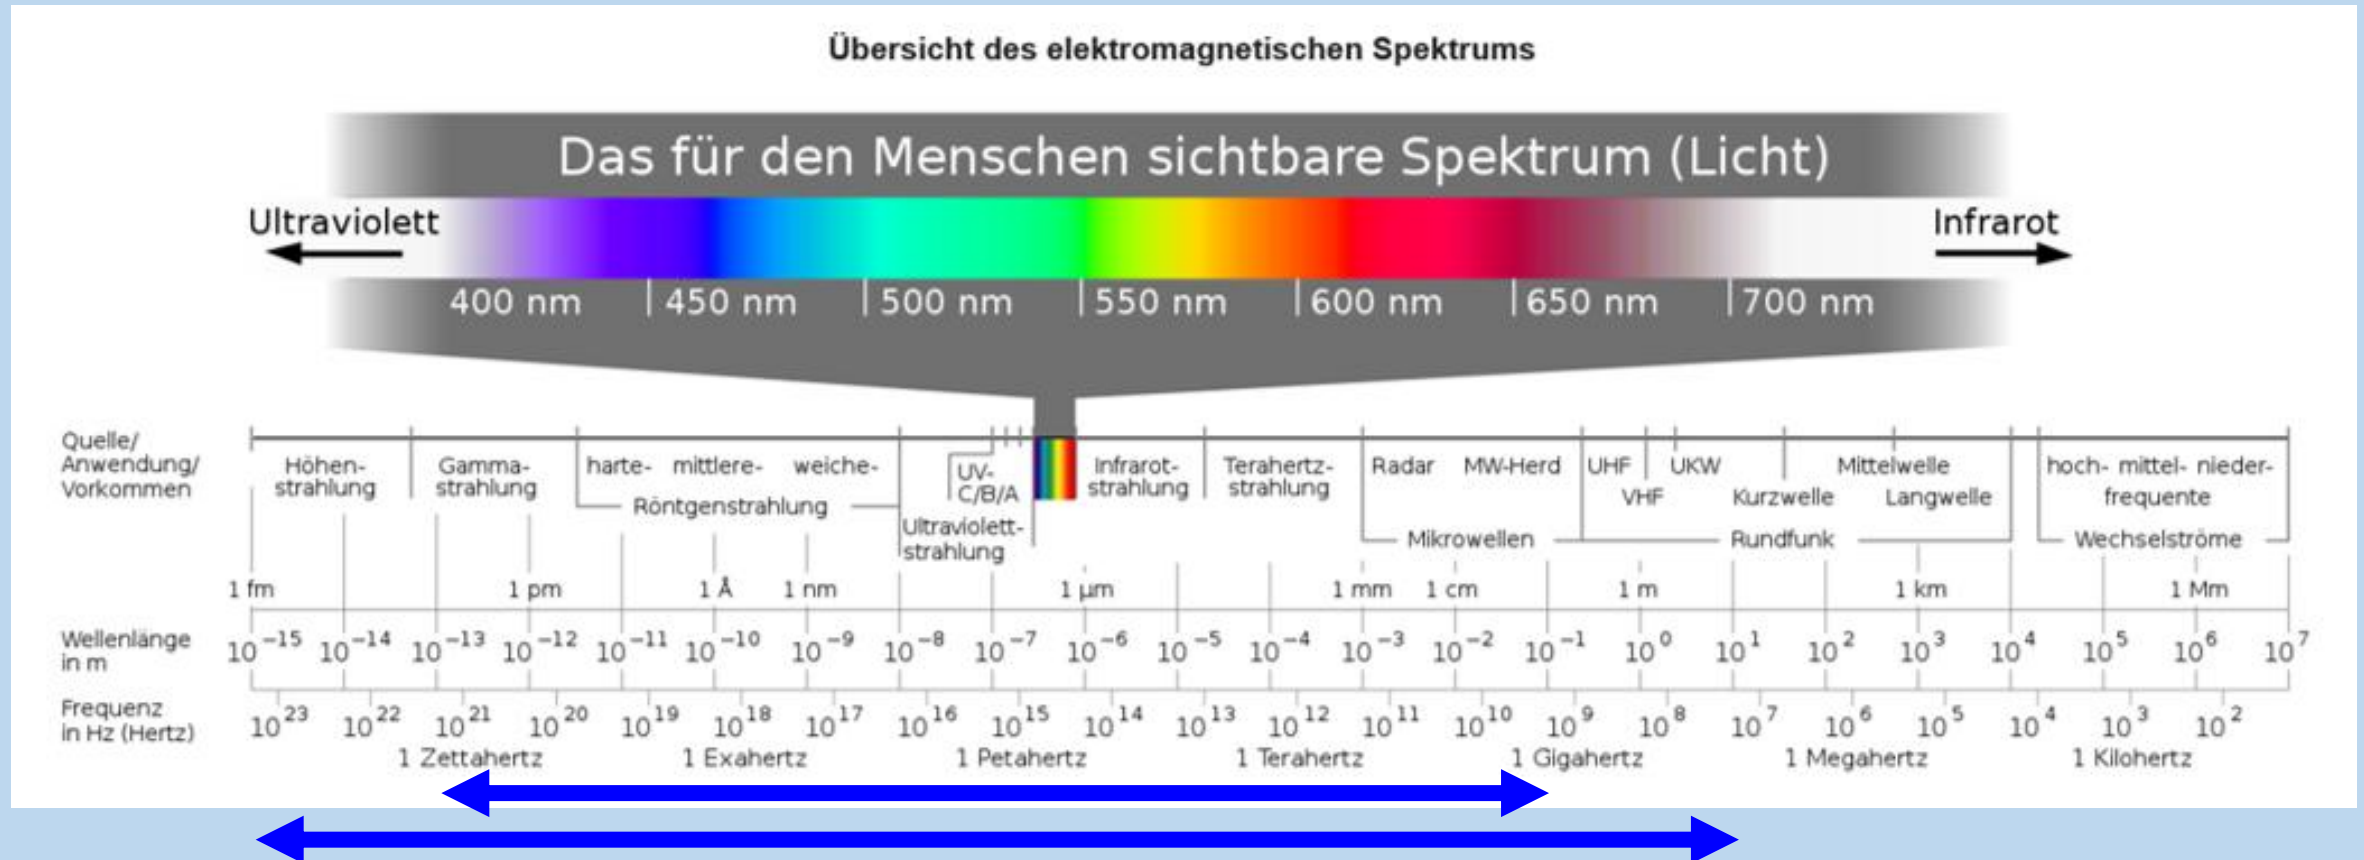 Übersicht des elektromagnetischen Spektrums
Das für den Menschen sichtbare Spektrum (Licht)
Ultraviolett
Infrarot
400 nm 450 nm 500 nm 550 nm 600 nm 650 nm 700 nm
Quelle/
Anwendung/
Vorkommen
Höhen-
strahlung
Gamma-
strahlung
harte- mittlere- weiche-
Röntgenstrahlung
UV-
C/B/A
Ultraviolett-
strahlung
Infrarot-
strahlung
Terahertz-
strahlung
Radar MW-Herd
Mikrowellen
UHF UKW Mittelwelle
VHF Kurzwelle Langwelle
Rundfunk
hoch- mittel- nieder-
frequente
Wechselströme
1 fm 1 pm 1 Å 1 nm 1 µm 1 mm 1 cm 1 m 1 km 1 Mm
Wellenlänge
in m
10⁻¹⁵ 10⁻¹⁴ 10⁻¹³ 10⁻¹² 10⁻¹¹ 10⁻¹⁰ 10⁻⁹ 10⁻⁸ 10⁻⁷ 10⁻⁶ 10⁻⁵ 10⁻⁴ 10⁻³ 10⁻² 10⁻¹ 10⁰ 10¹ 10² 10³ 10⁴ 10⁵ 10⁶ 10⁷
Frequenz
in Hz (Hertz)
10²³ 10²² 10²¹ 10²⁰ 10¹⁹ 10¹⁸ 10¹⁷ 10¹⁶ 10¹⁵ 10¹⁴ 10¹³ 10¹² 10¹¹ 10¹⁰ 10⁹ 10⁸ 10⁷ 10⁶ 10⁵ 10⁴ 10³ 10²
1 Zettahertz 1 Exahertz 1 Petahertz 1 Terahertz 1 Gigahertz 1 Megahertz 1 Kilohertz